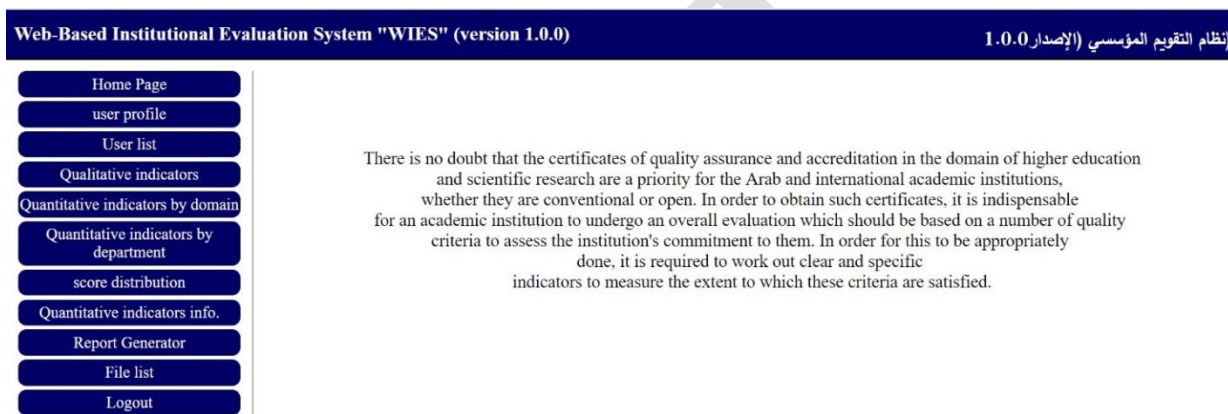 Web-Based Institutional Evaluation System "WIES" (version 1.0.0)
نظام التقويم المؤسسي (الإصدار 1.0.0)
Home Page
user profile
User list
Qualitative indicators
Quantitative indicators by domain
Quantitative indicators by
department
score distribution
Quantitative indicators info.
Report Generator
File list
Logout
There is no doubt that the certificates of quality assurance and accreditation in the domain of higher education
and scientific research are a priority for the Arab and international academic institutions,
whether they are conventional or open. In order to obtain such certificates, it is indispensable
for an academic institution to undergo an overall evaluation which should be based on a number of quality
criteria to assess the institution's commitment to them. In order for this to be appropriately
done, it is required to work out clear and specific
indicators to measure the extent to which these criteria are satisfied.